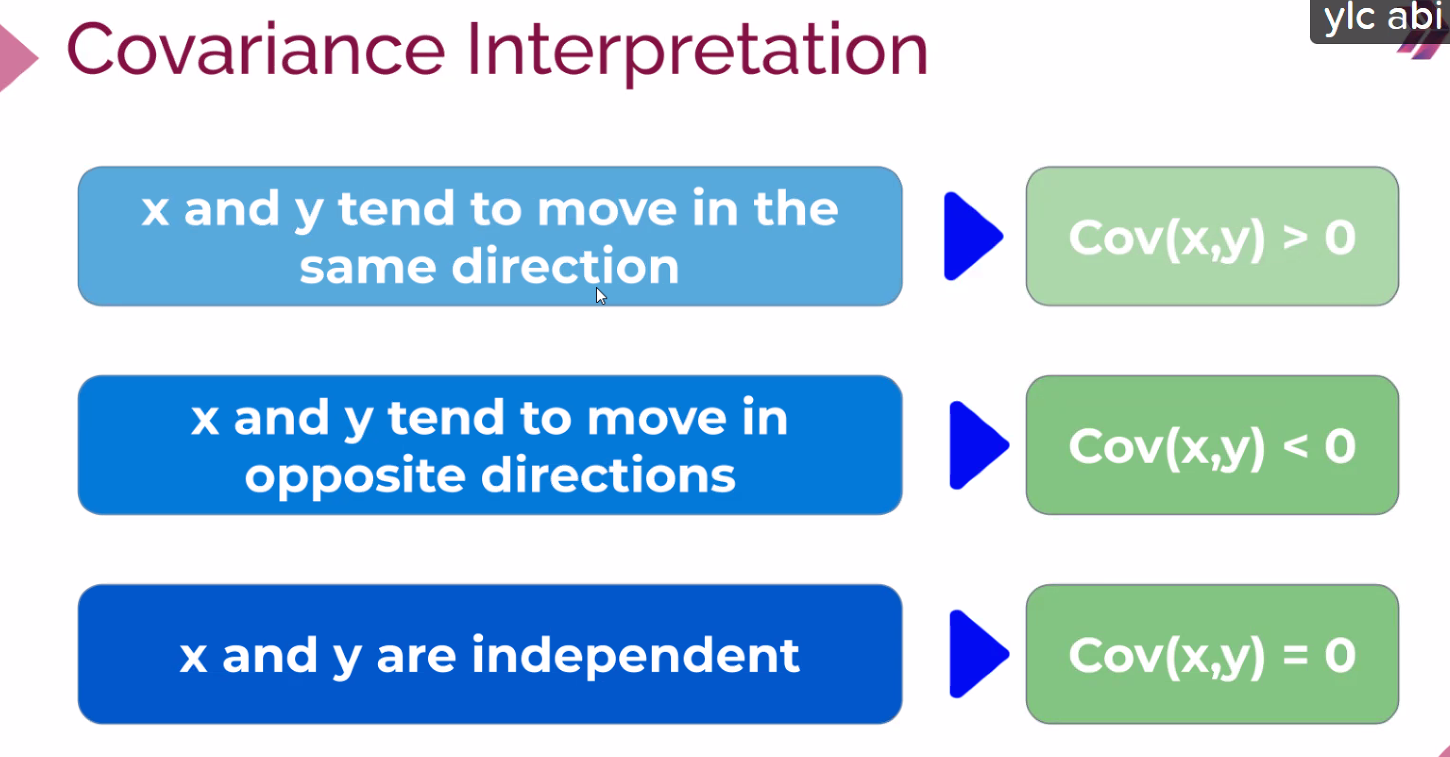 ylc abi
Covariance Interpretation
x and y tend to move in the
same direction
Cov(x,y) > 0
x and y tend to move in
opposite directions
Cov(x,y) < 0
x and y are independent
Cov(x,y) = 0